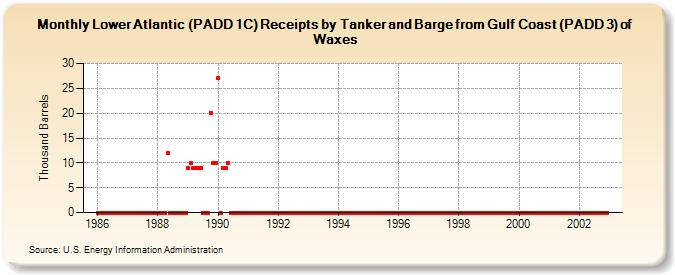 Monthly Lower Atlantic (PADD 1C) Receipts by Tanker and Barge from Gulf Coast (PADD 3) of
Waxes
Thousand Barrels
30
25
20
15
10
5
0
1986 1988 1990 1992 1994 1996 1998 2000 2002
Source: U.S. Energy Information Administration